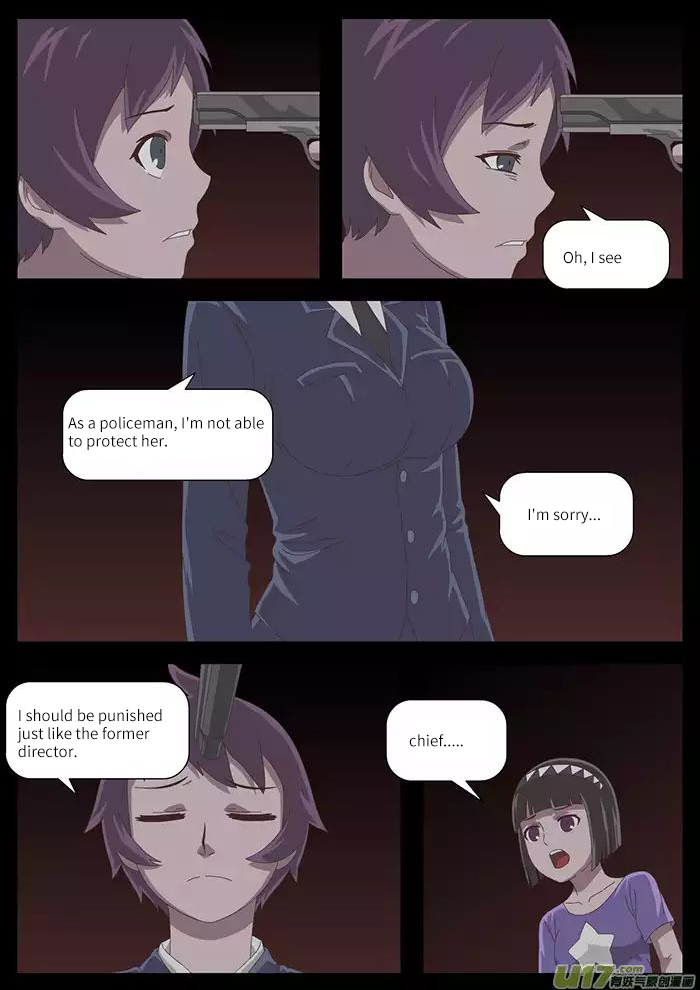 Oh, I see
As a policeman, I'm not able
to protect her.
I'm sorry...
I should be punished
just like the former
director.
chief.....
U17.com
有妖气原创漫画